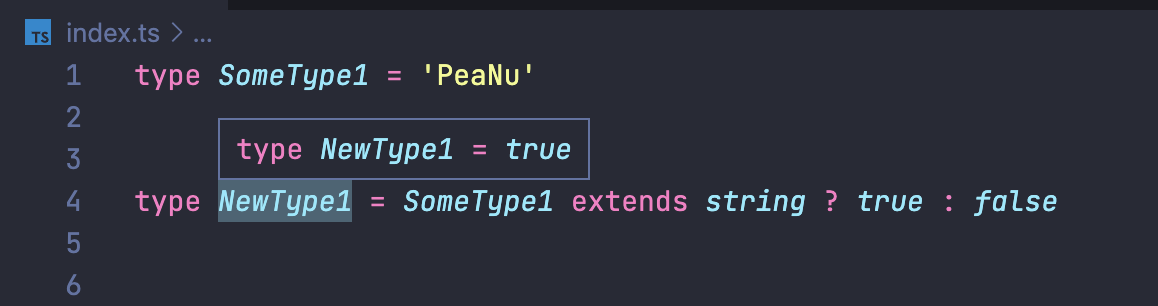 TS index.ts > ...
1 type SomeType1 = 'PeaNu'
2
type NewType1 = true
3
4 type NewType1 = SomeType1 extends string ? true : false
5
6